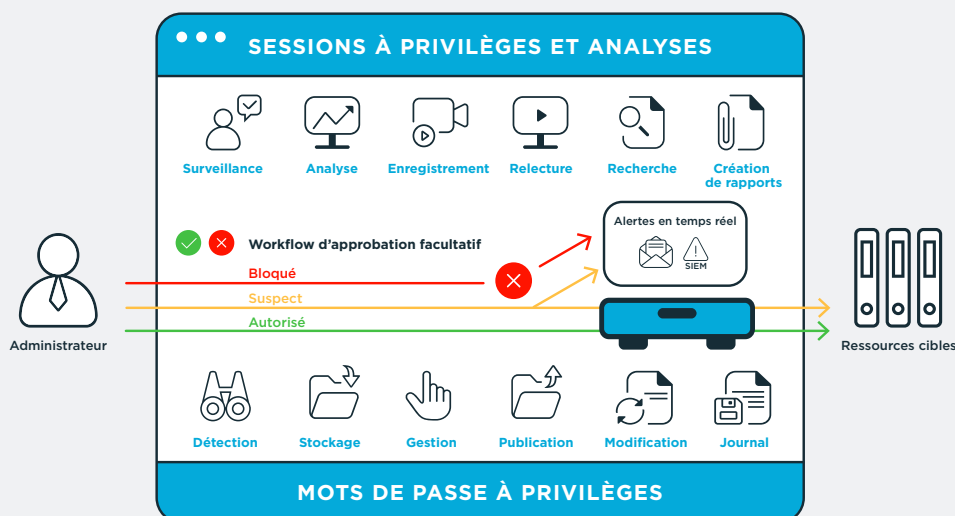 SESSIONS À PRIVILÈGES ET ANALYSES
Surveillance
Analyse
Enregistrement
Relecture
Recherche
Création
de rapports
Alertes en temps réel
SIEM
Workflow d'approbation facultatif
Bloqué
Suspect
Autorisé
Administrateur
Ressources cibles
Détection
Stockage
Gestion
Publication
Modification
Journal
MOTS DE PASSE À PRIVILÈGES